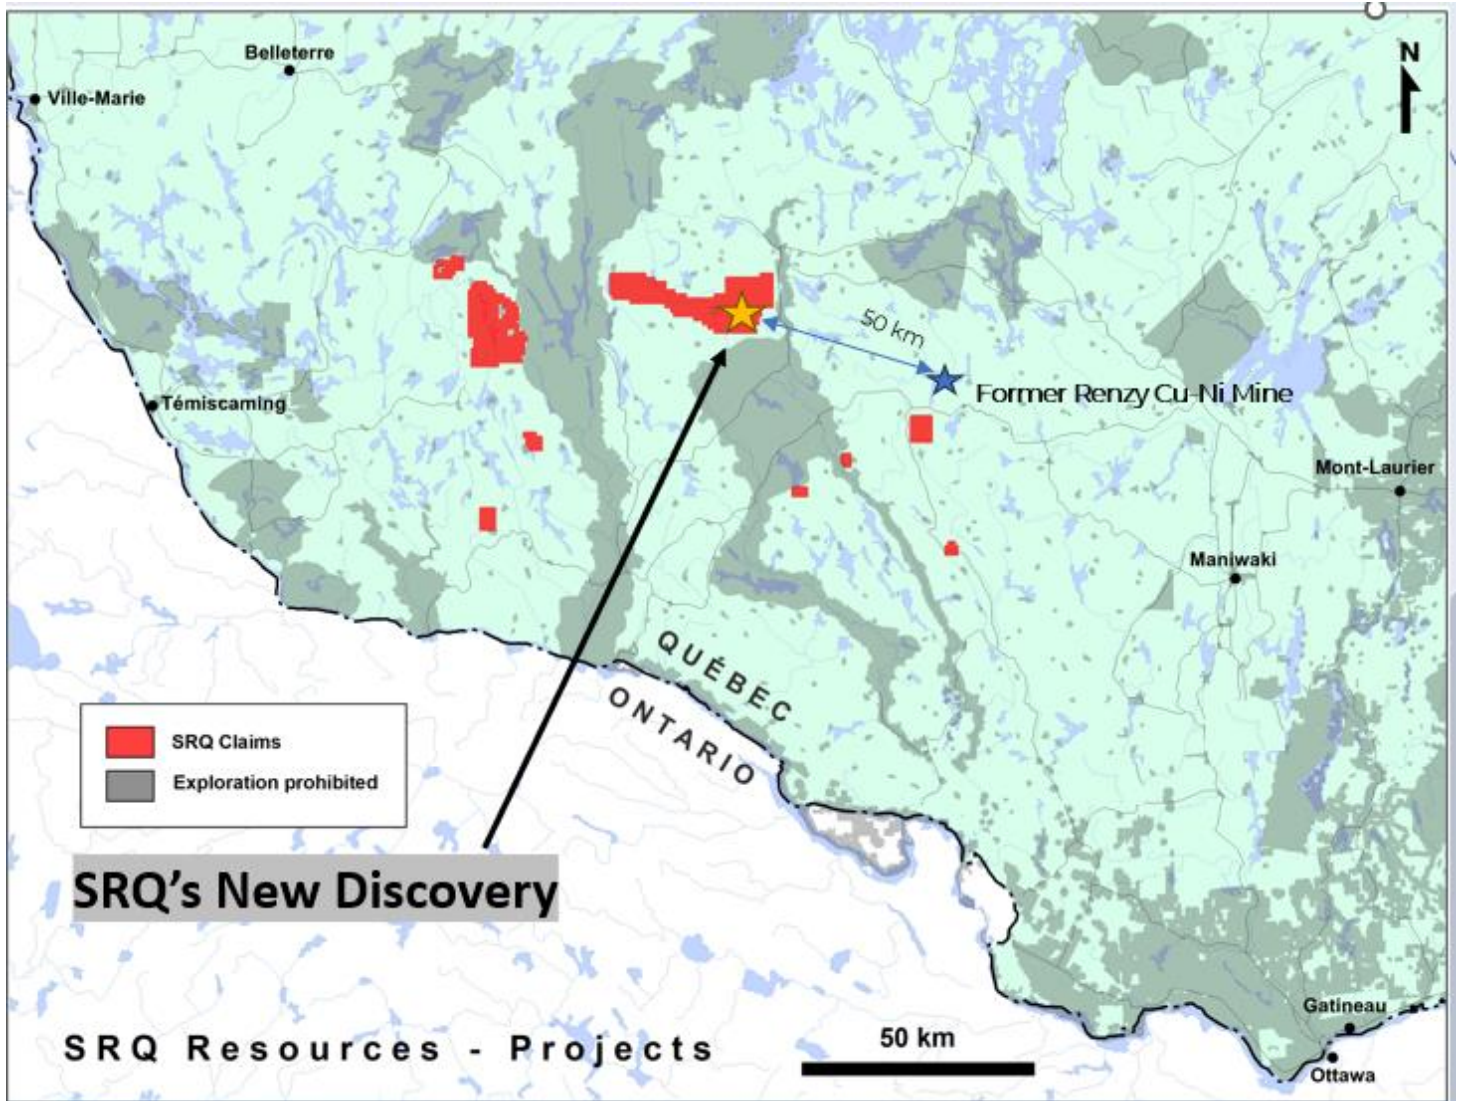 Belleterre
N
Ville-Marie
50 km
Former Renzy Cu-Ni Mine
Témiscaming
Mont-Laurier
Maniwaki
QUÉBEC
ONTARIO
SRQ Claims
Exploration prohibited
SRQ's New Discovery
Gatineau
SRQ Resources - Projects
50 km
Ottawa